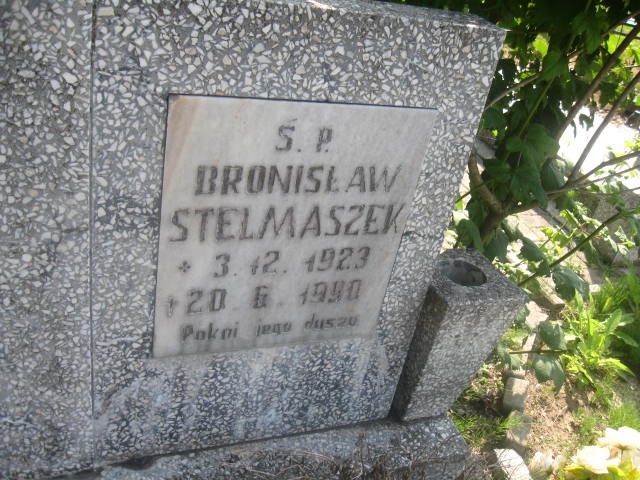 Ś. P.
BRONISŁAW
STELMASZEK
* 3. 12. 1923
+ 20. 6. 1990
Pokój jego duszy